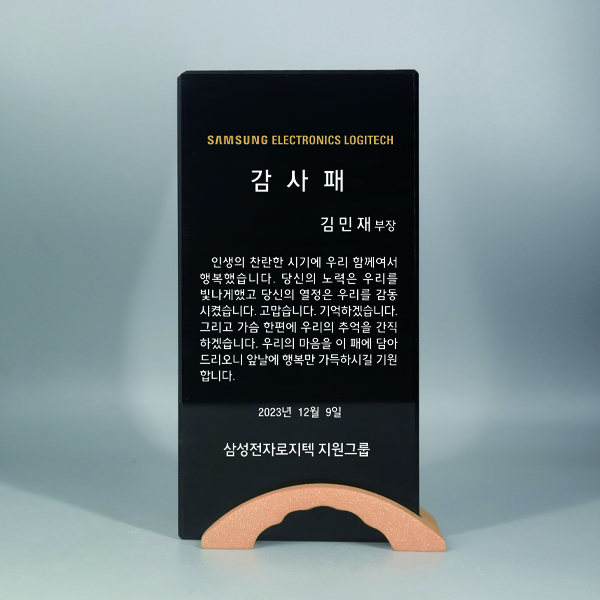 SAMSUNG ELECTRONICS LOGITECH
감 사 패
김 민 재 부장
인생의 찬란한 시기에 우리 함께여서
행복했습니다. 당신의 노력은 우리를
빛나게했고 당신의 열정은 우리를 감동
시켰습니다. 고맙습니다. 기억하겠습니다.
그리고 가슴 한편에 우리의 추억을 간직
하겠습니다. 우리의 마음을 이 패에 담아
드리오니 앞날에 행복만 가득하시길 기원
합니다.
2023년 12월 9일
삼성전자로지텍 지원그룹